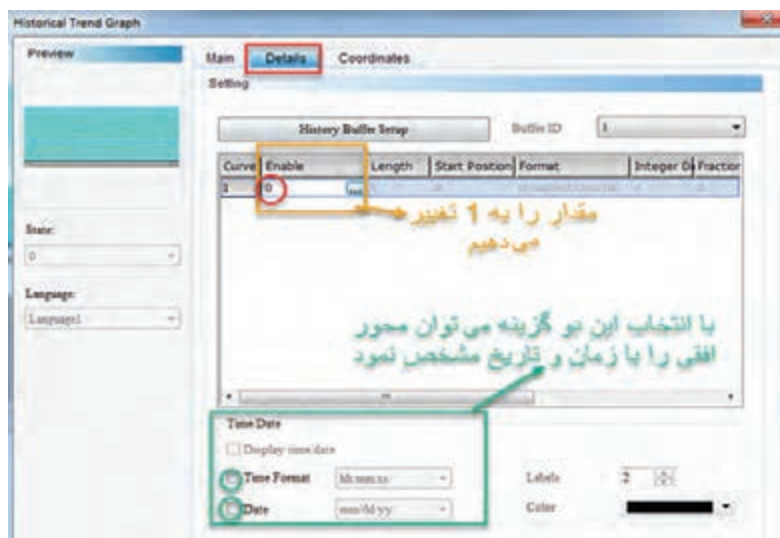 Historical Trend Graph
Preview
Main Details Coordinates
Setting
History Buffer Setup
Buffer ID 1
Curve Enable Length Start Position Format Integer Di Fraction
1 0 ...
مقدار را به 1 تغییر
می‌دهیم
State:
0
Language:
Language1
با انتخاب این دو گزینه می توان محور
افقی را با زمان و تاریخ مشخص نمود
Time/Date
Display time/date
Time Format hh:mm:ss Labels 2
Date mm/dd/yy Color